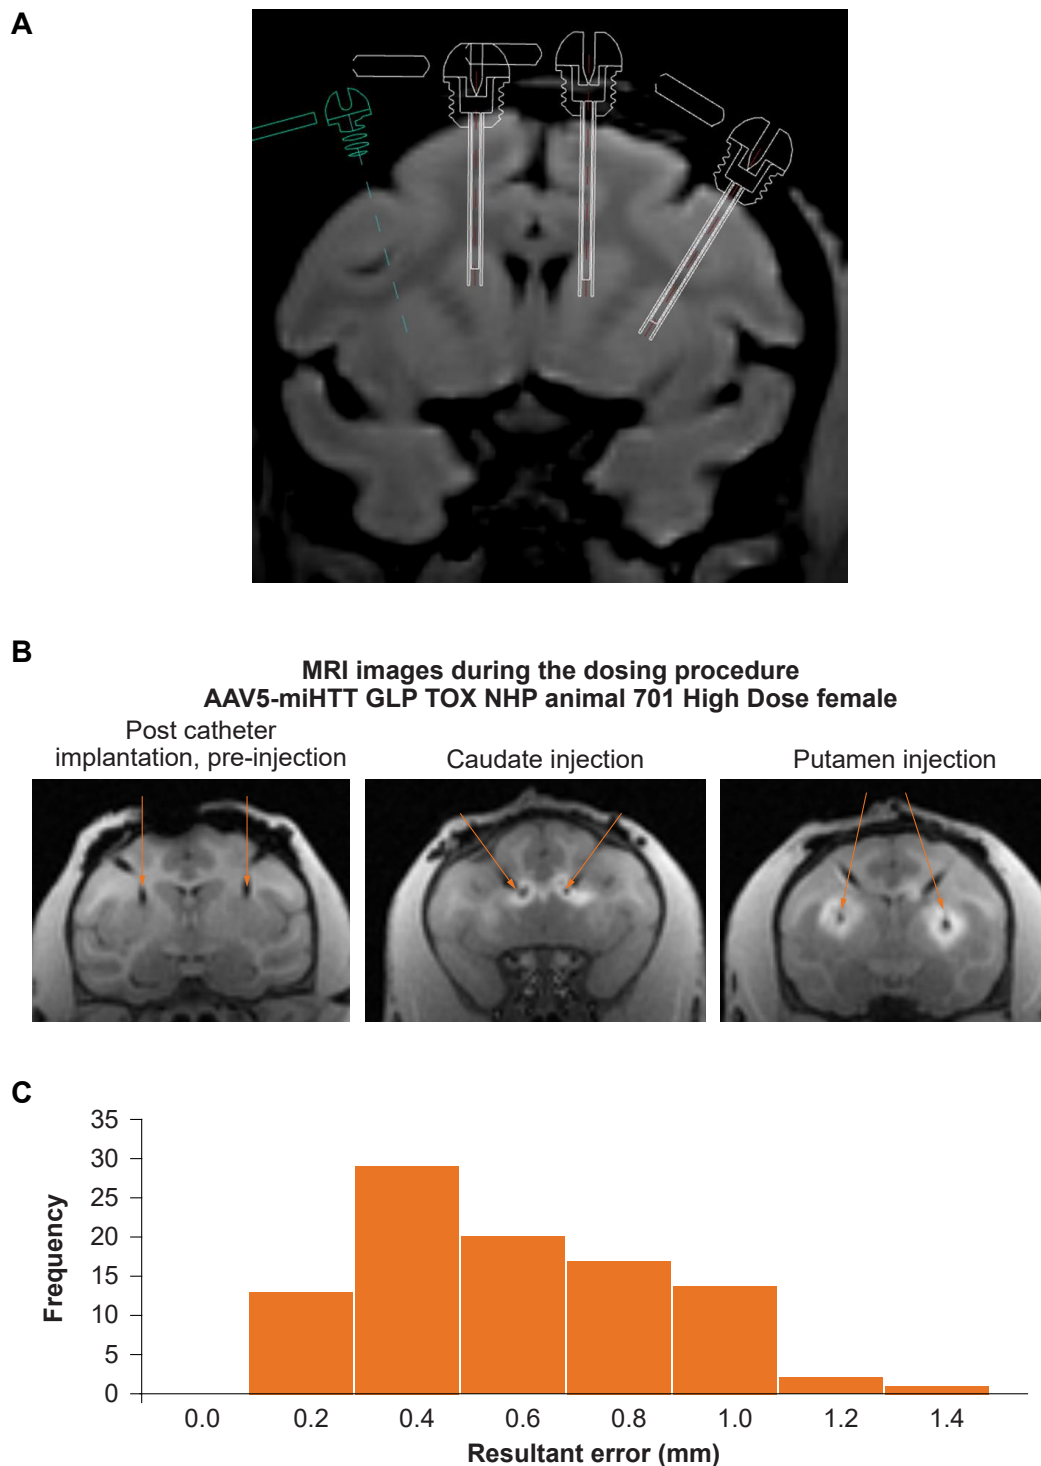 A
B
MRI images during the dosing procedure
AAV5-miHTT GLP TOX NHP animal 701 High Dose female
Post catheter
implantation, pre-injection
Caudate injection
Putamen injection
C
35
30
25
20
15
10
5
0
Frequency
0.0 0.2 0.4 0.6 0.8 1.0 1.2 1.4
Resultant error (mm)